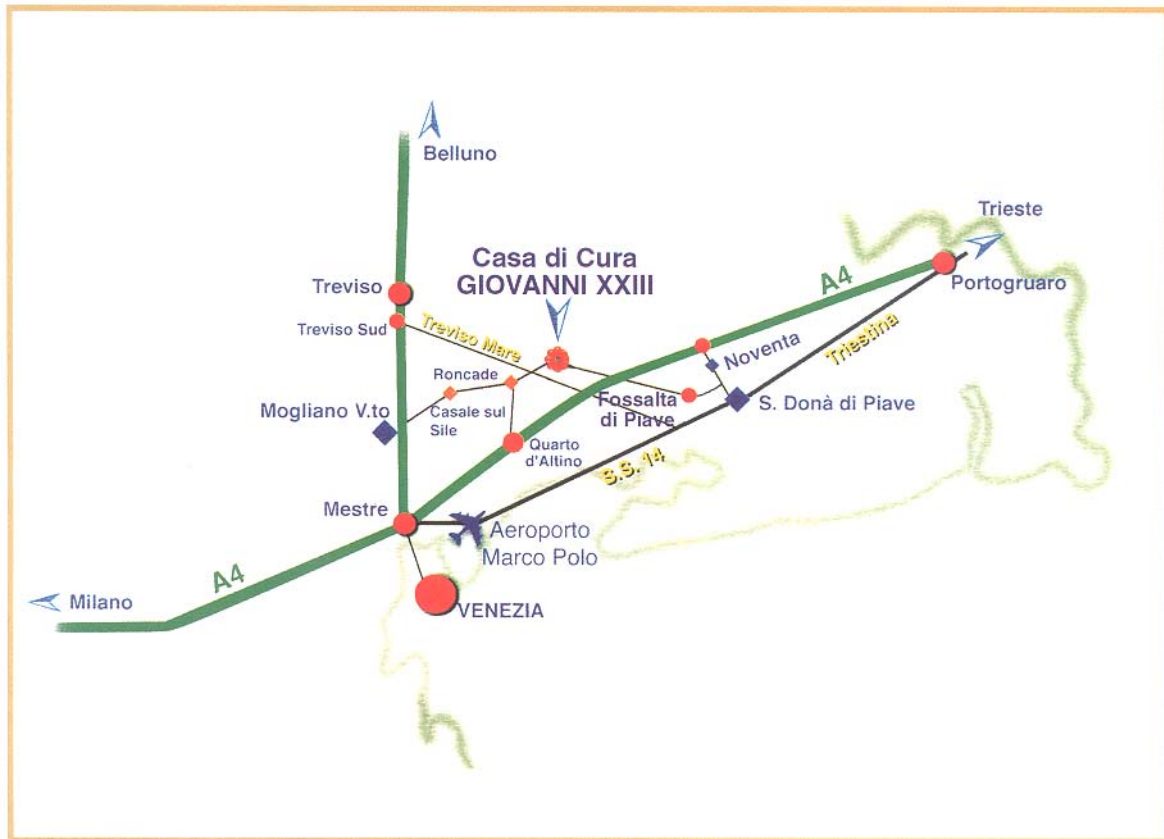 Belluno
Trieste
Casa di Cura
GIOVANNI XXIII
A4
Treviso
Portogruaro
Treviso Sud
Treviso Mare
Triestina
Noventa
Roncade
Mogliano V.to
Casale sul
Sile
Fossalta
di Piave
S. Donà di Piave
Quarto
d'Altino
S.S. 14
Mestre
Aeroporto
Marco Polo
A4
Milano
VENEZIA